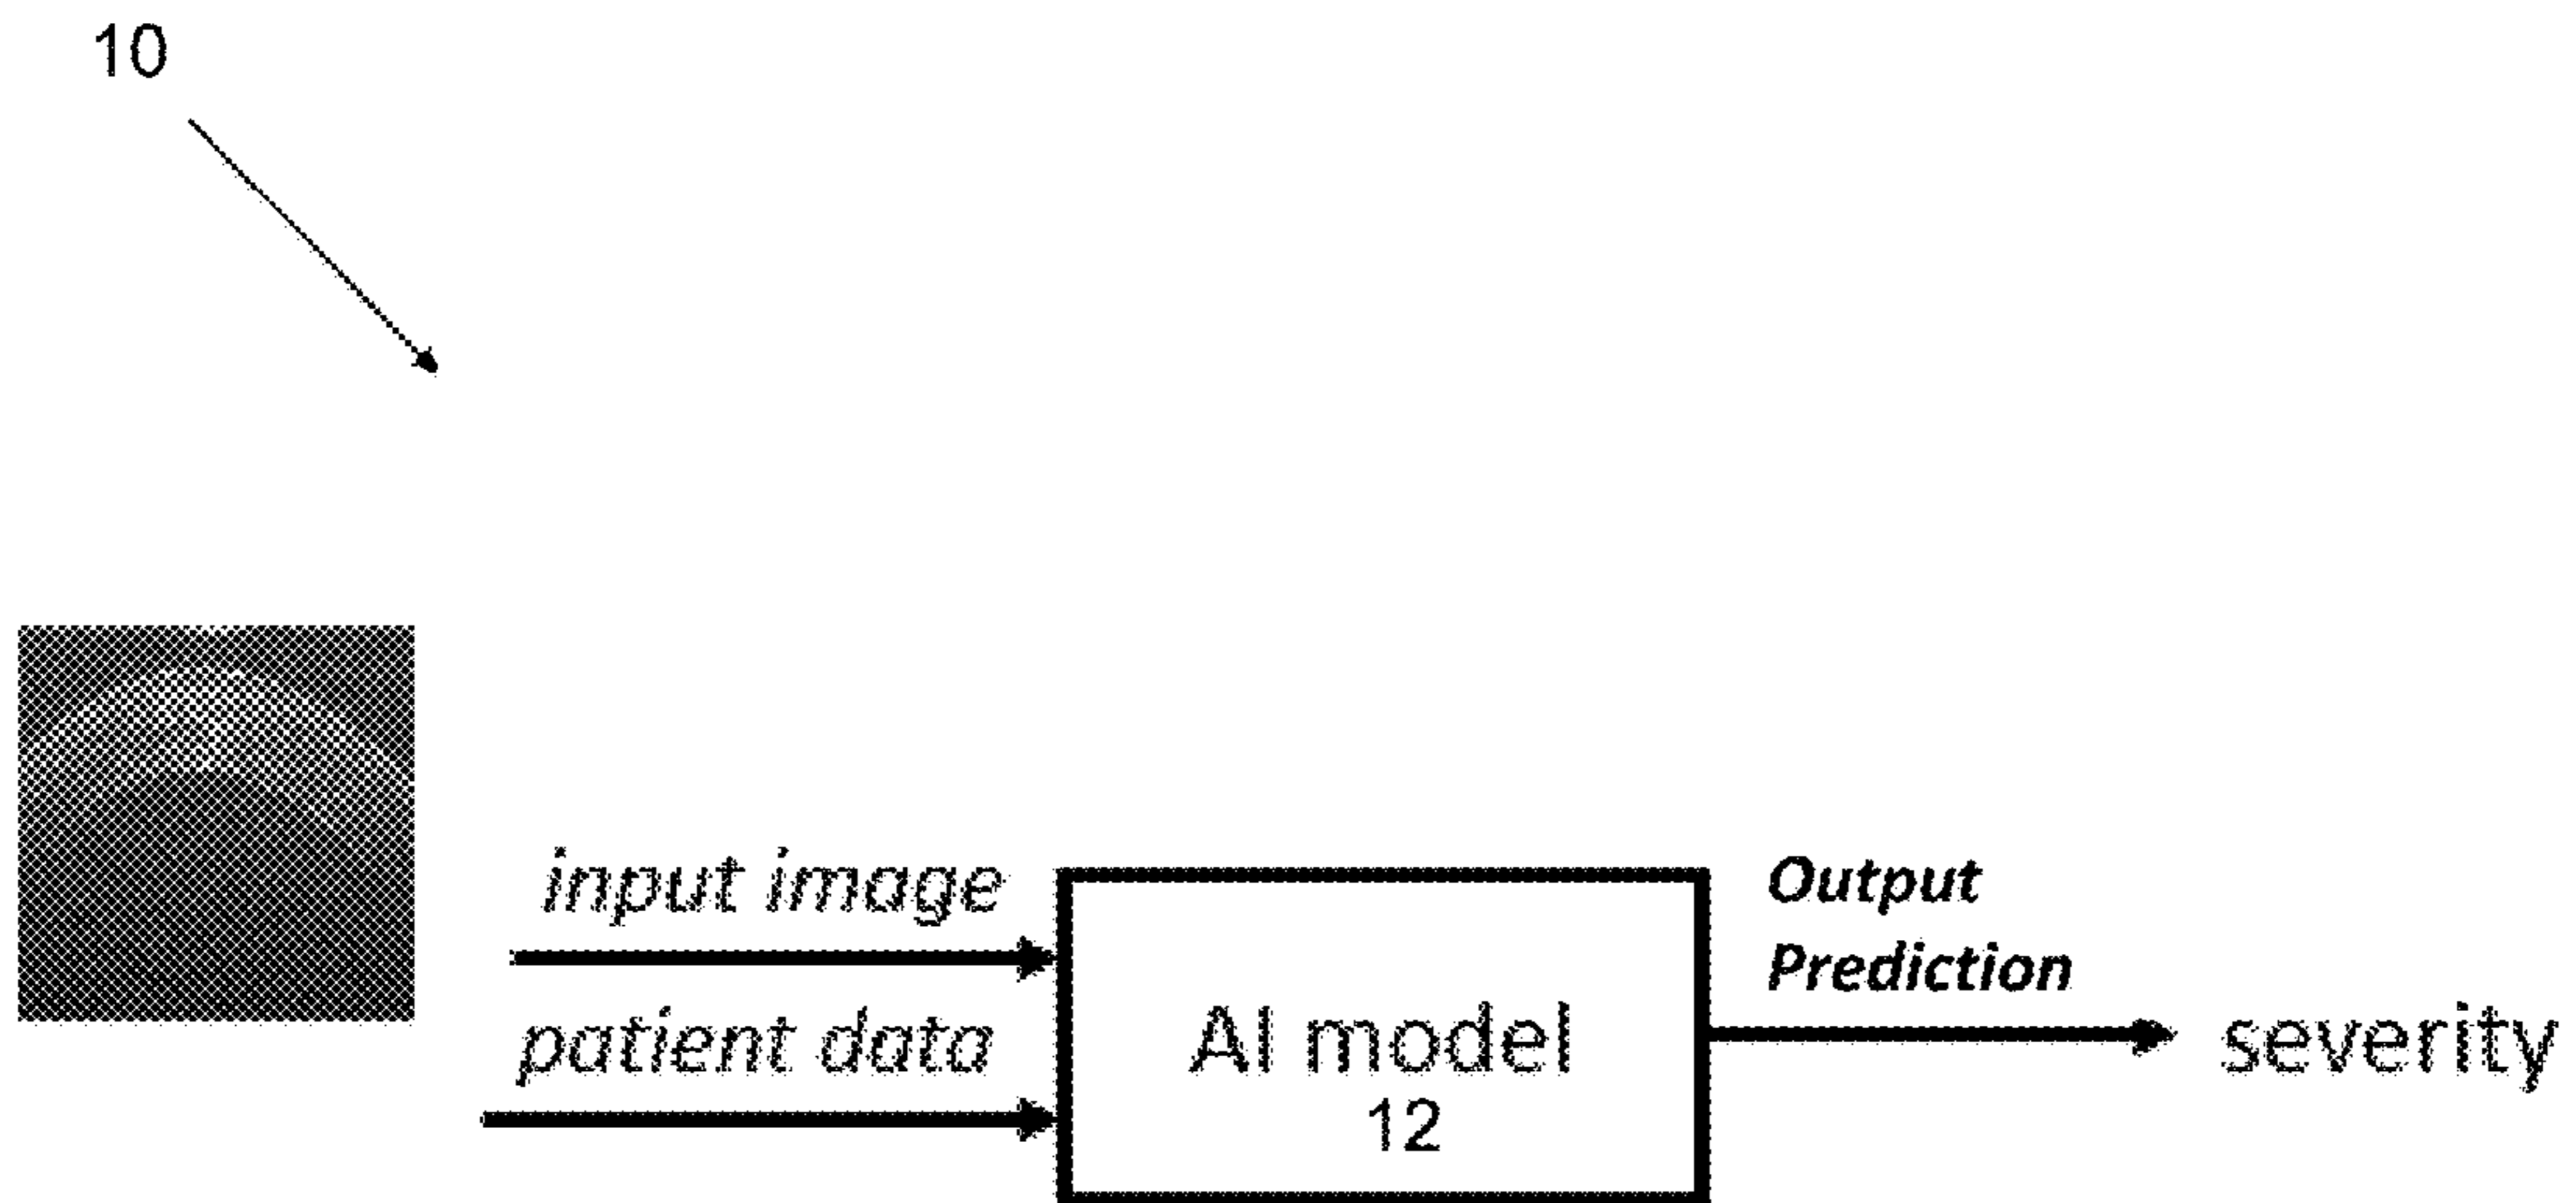 10
input image
patient data
AI model
12
Output
Prediction
severity